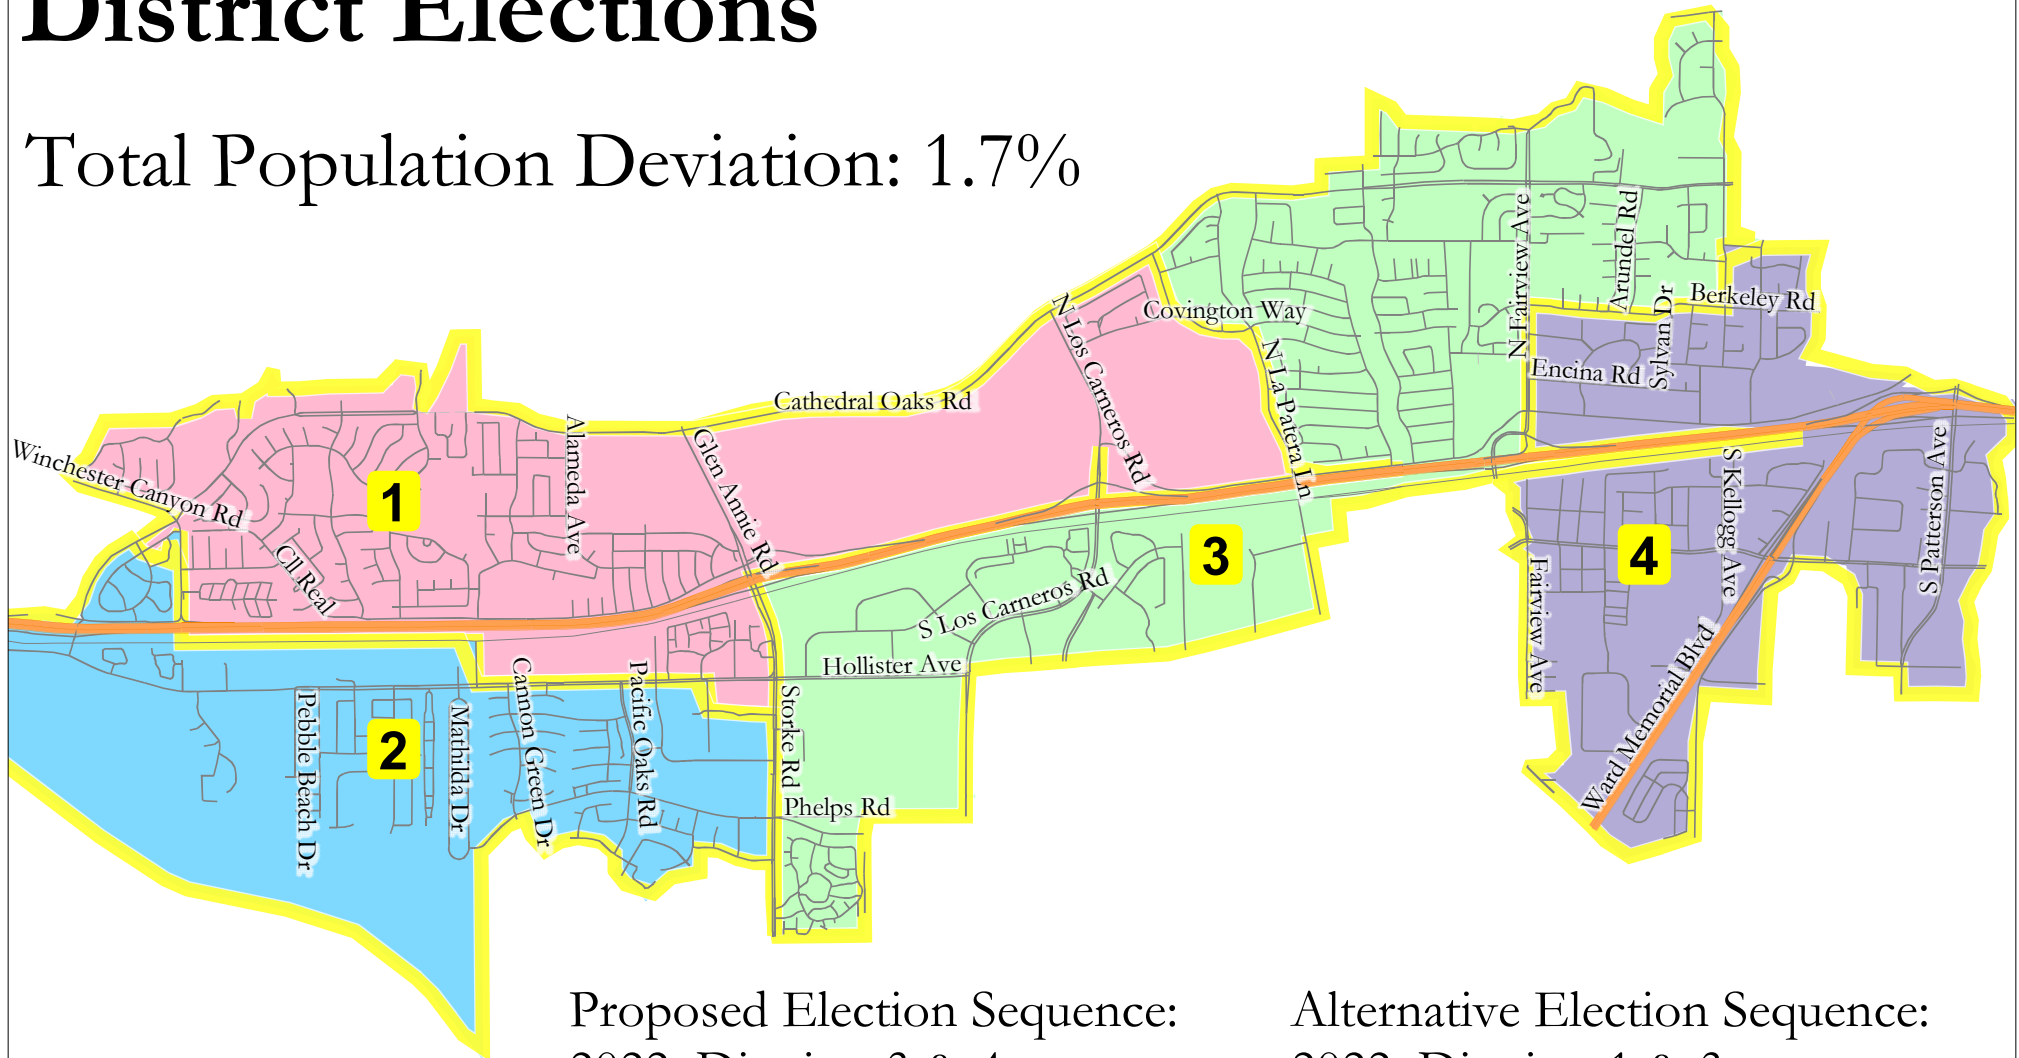 District Elections
Total Population Deviation: 1.7%
Cathedral Oaks Rd
Winchester Canyon Rd
1
Cll Real
Alameda Ave
Glen Annie Rd
N Los Carneros Rd
Covington Way
N La Patera Ln
N Fairview Ave
Arundel Rd
Sylvan Dr
Berkeley Rd
Encina Rd
3
S Los Carneros Rd
Hollister Ave
4
S Kellogg Ave
S Patterson Ave
Fairview Ave
Ward Memorial Blvd
2
Pebble Beach Dr
Mathilda Dr
Cannon Green Dr
Pacific Oaks Rd
Storke Rd
Phelps Rd
Proposed Election Sequence:
Alternative Election Sequence: